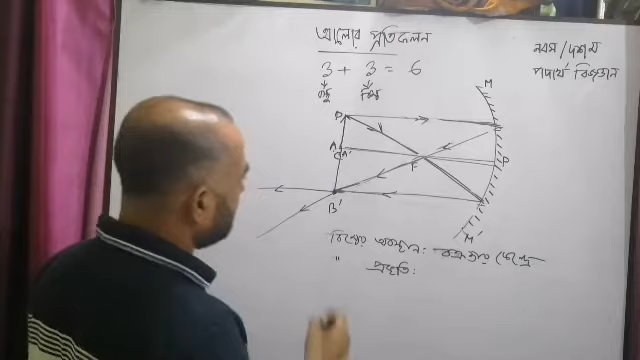 আলোর প্রতিফলন
নবম/দশম
পদার্থ বিজ্ঞান
3 + 3 = 6
বস্তু বিম্ব
M
B
A A'
C
F
P
B'
M'
বিম্বের অবস্থান: বক্রতার কেন্দ্রে
" প্রকৃতি: